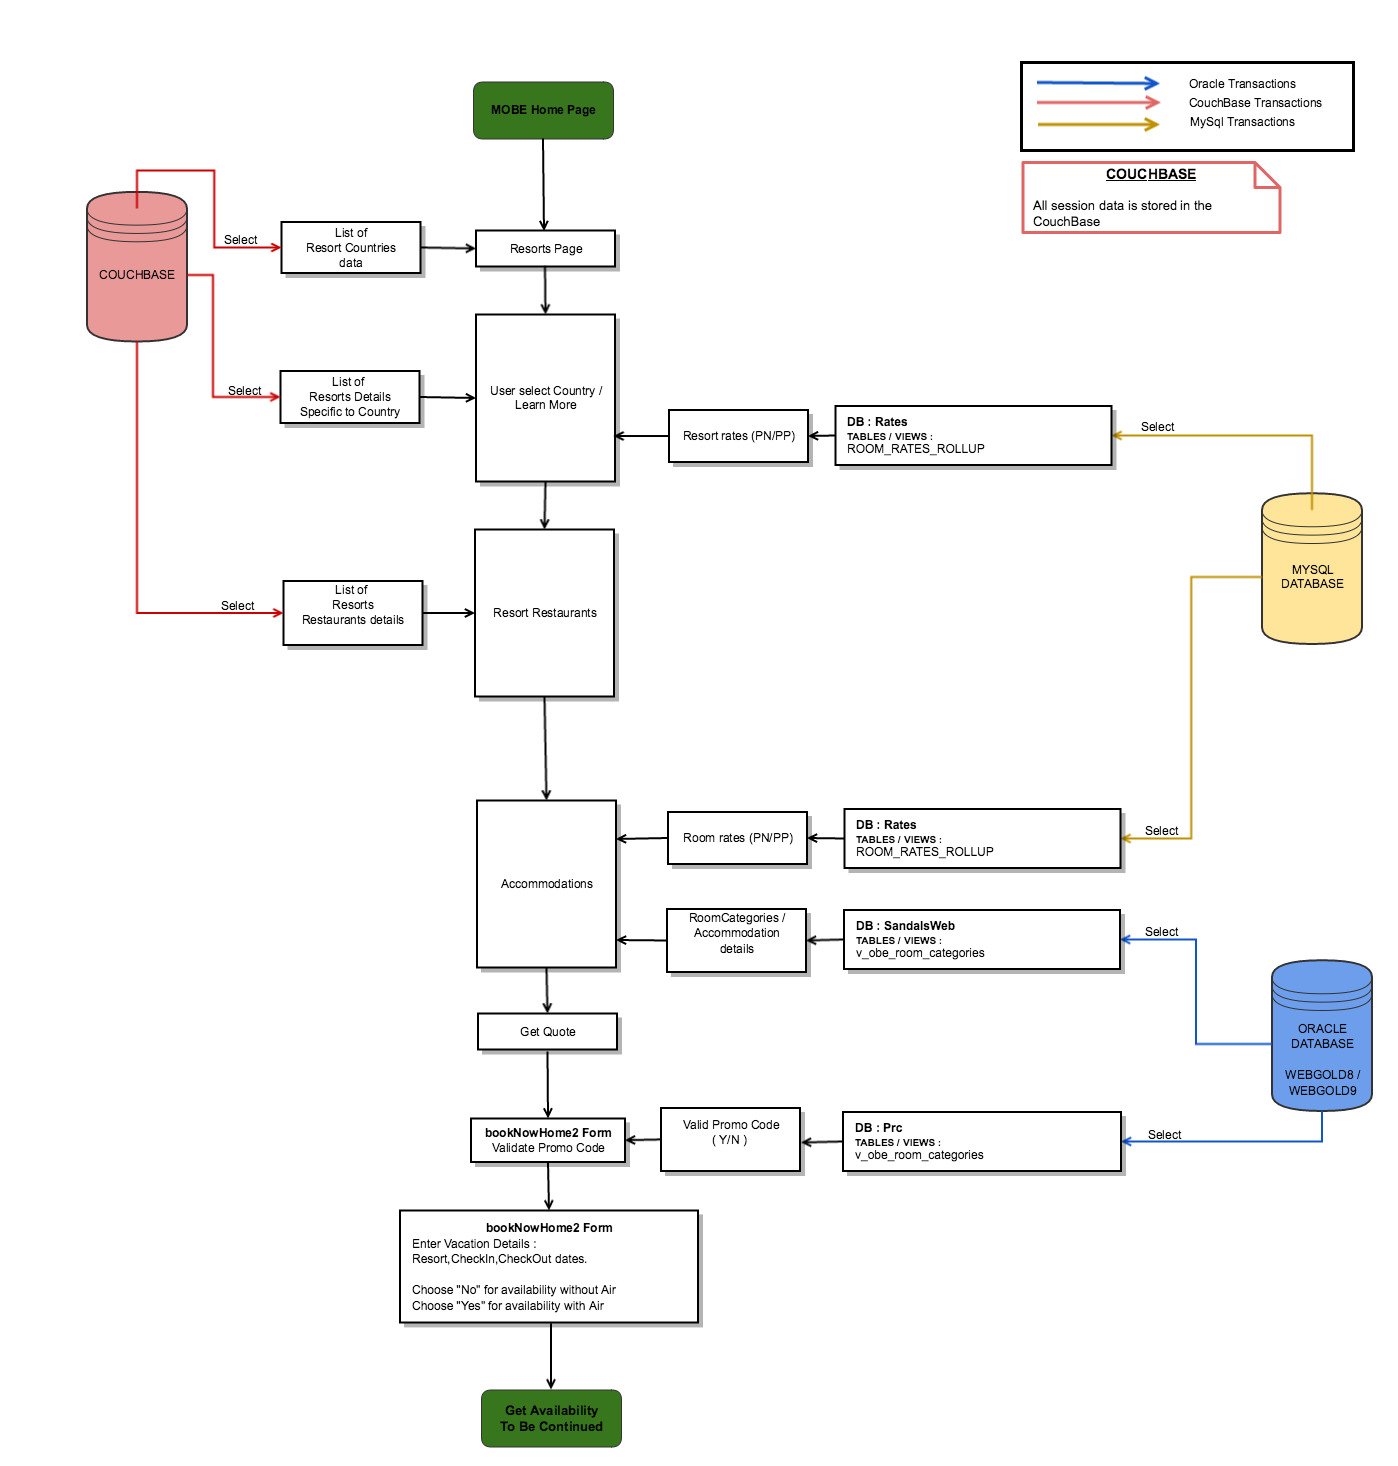 MOBE Home Page
Oracle Transactions
CouchBase Transactions
MySql Transactions
COUCHBASE
All session data is stored in the
CouchBase
COUCHBASE
Select
List of
Resort Countries
data
Resorts Page
Select
List of
Resorts Details
Specific to Country
User select Country /
Learn More
Resort rates (PN/PP)
DB : Rates
TABLES / VIEWS :
ROOM_RATES_ROLLUP
Select
MYSQL
DATABASE
Select
List of
Resorts
Restaurants details
Resort Restaurants
Accommodations
Room rates (PN/PP)
DB : Rates
TABLES / VIEWS :
ROOM_RATES_ROLLUP
Select
RoomCategories /
Accommodation
details
DB : SandalsWeb
TABLES / VIEWS :
v_obe_room_categories
Select
ORACLE
DATABASE
WEBGOLD8 /
WEBGOLD9
Get Quote
bookNowHome2 Form
Validate Promo Code
Valid Promo Code
( Y/N )
DB : Prc
TABLES / VIEWS :
v_obe_room_categories
Select
bookNowHome2 Form
Enter Vacation Details :
Resort,CheckIn,CheckOut dates.
Choose "No" for availability without Air
Choose "Yes" for availability with Air
Get Availability
To Be Continued